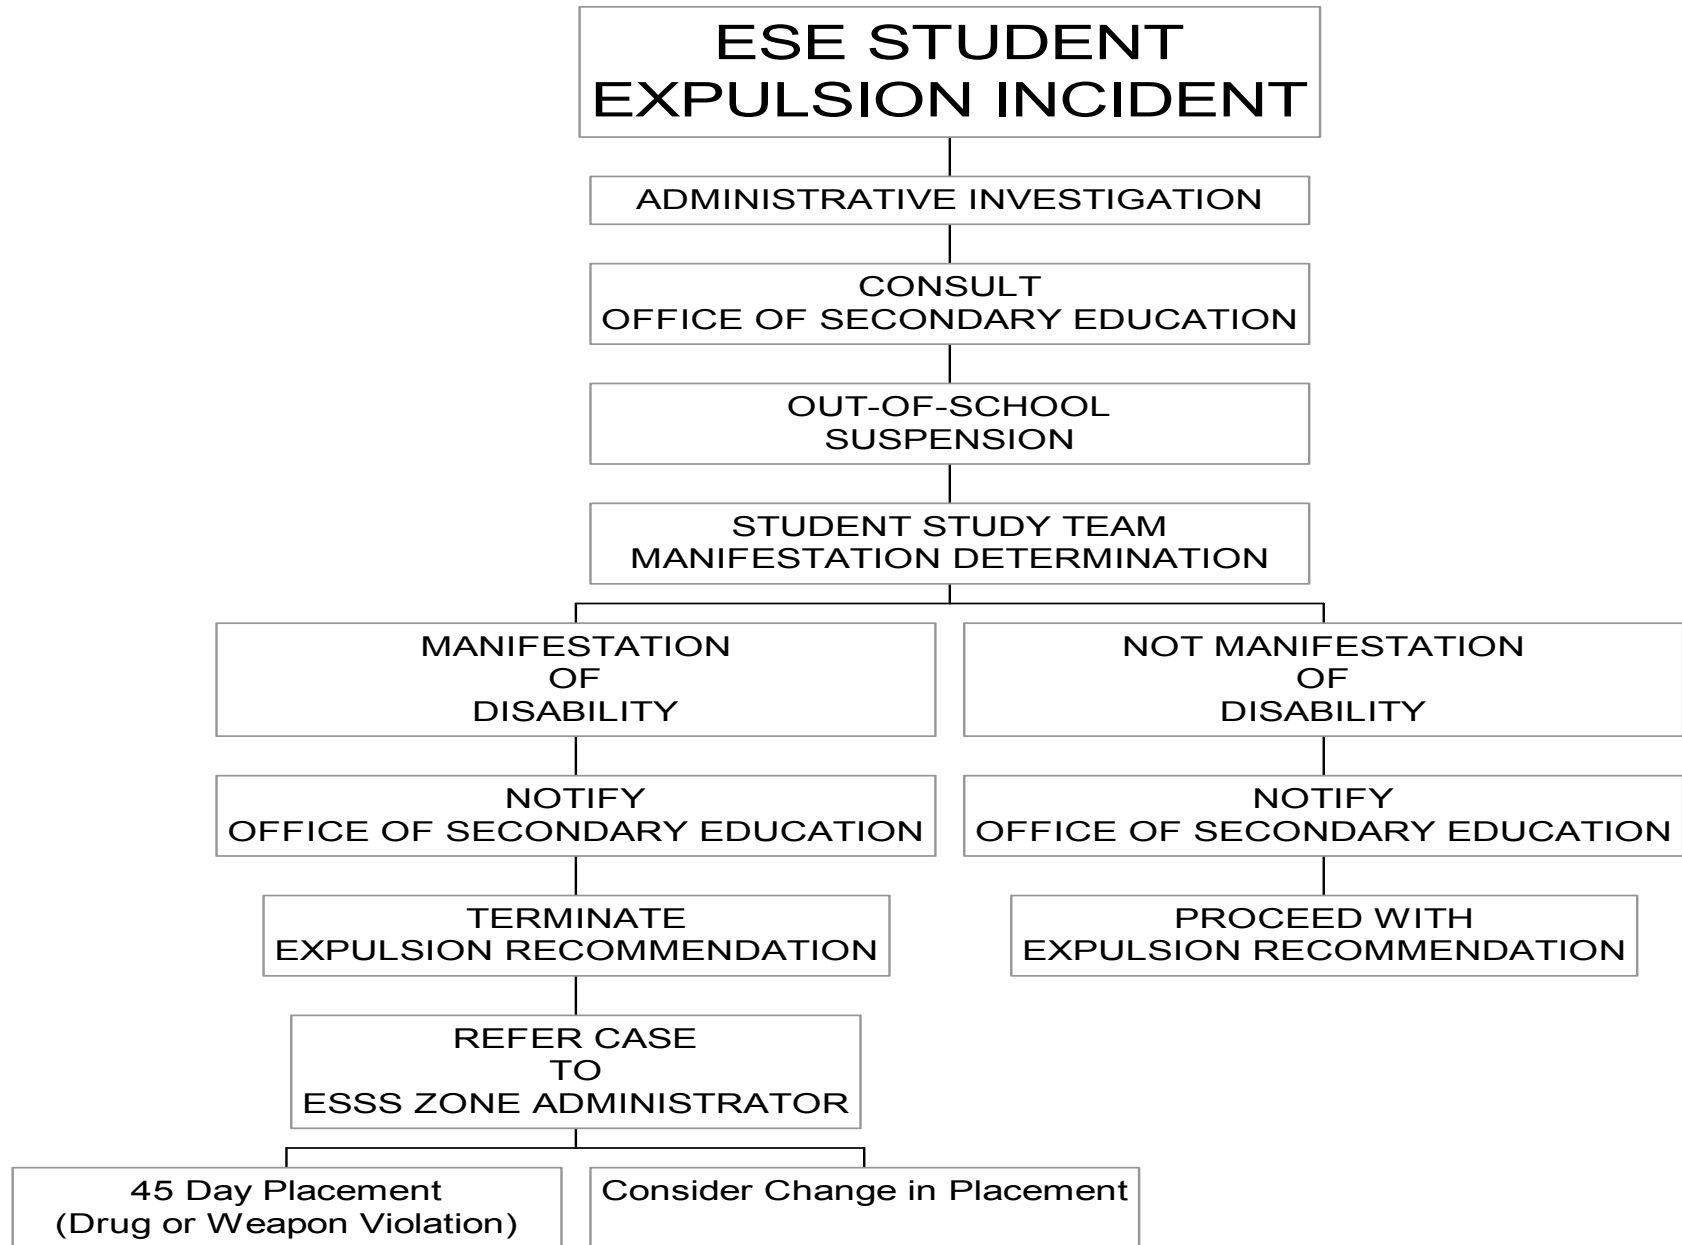 ESE STUDENT
EXPULSION INCIDENT
ADMINISTRATIVE INVESTIGATION
CONSULT
OFFICE OF SECONDARY EDUCATION
OUT-OF-SCHOOL
SUSPENSION
STUDENT STUDY TEAM
MANIFESTATION DETERMINATION
MANIFESTATION
OF
DISABILITY
NOTIFY
OFFICE OF SECONDARY EDUCATION
TERMINATE
EXPULSION RECOMMENDATION
REFER CASE
TO
ESSS ZONE ADMINISTRATOR
45 Day Placement
(Drug or Weapon Violation)
Consider Change in Placement
NOT MANIFESTATION
OF
DISABILITY
NOTIFY
OFFICE OF SECONDARY EDUCATION
PROCEED WITH
EXPULSION RECOMMENDATION